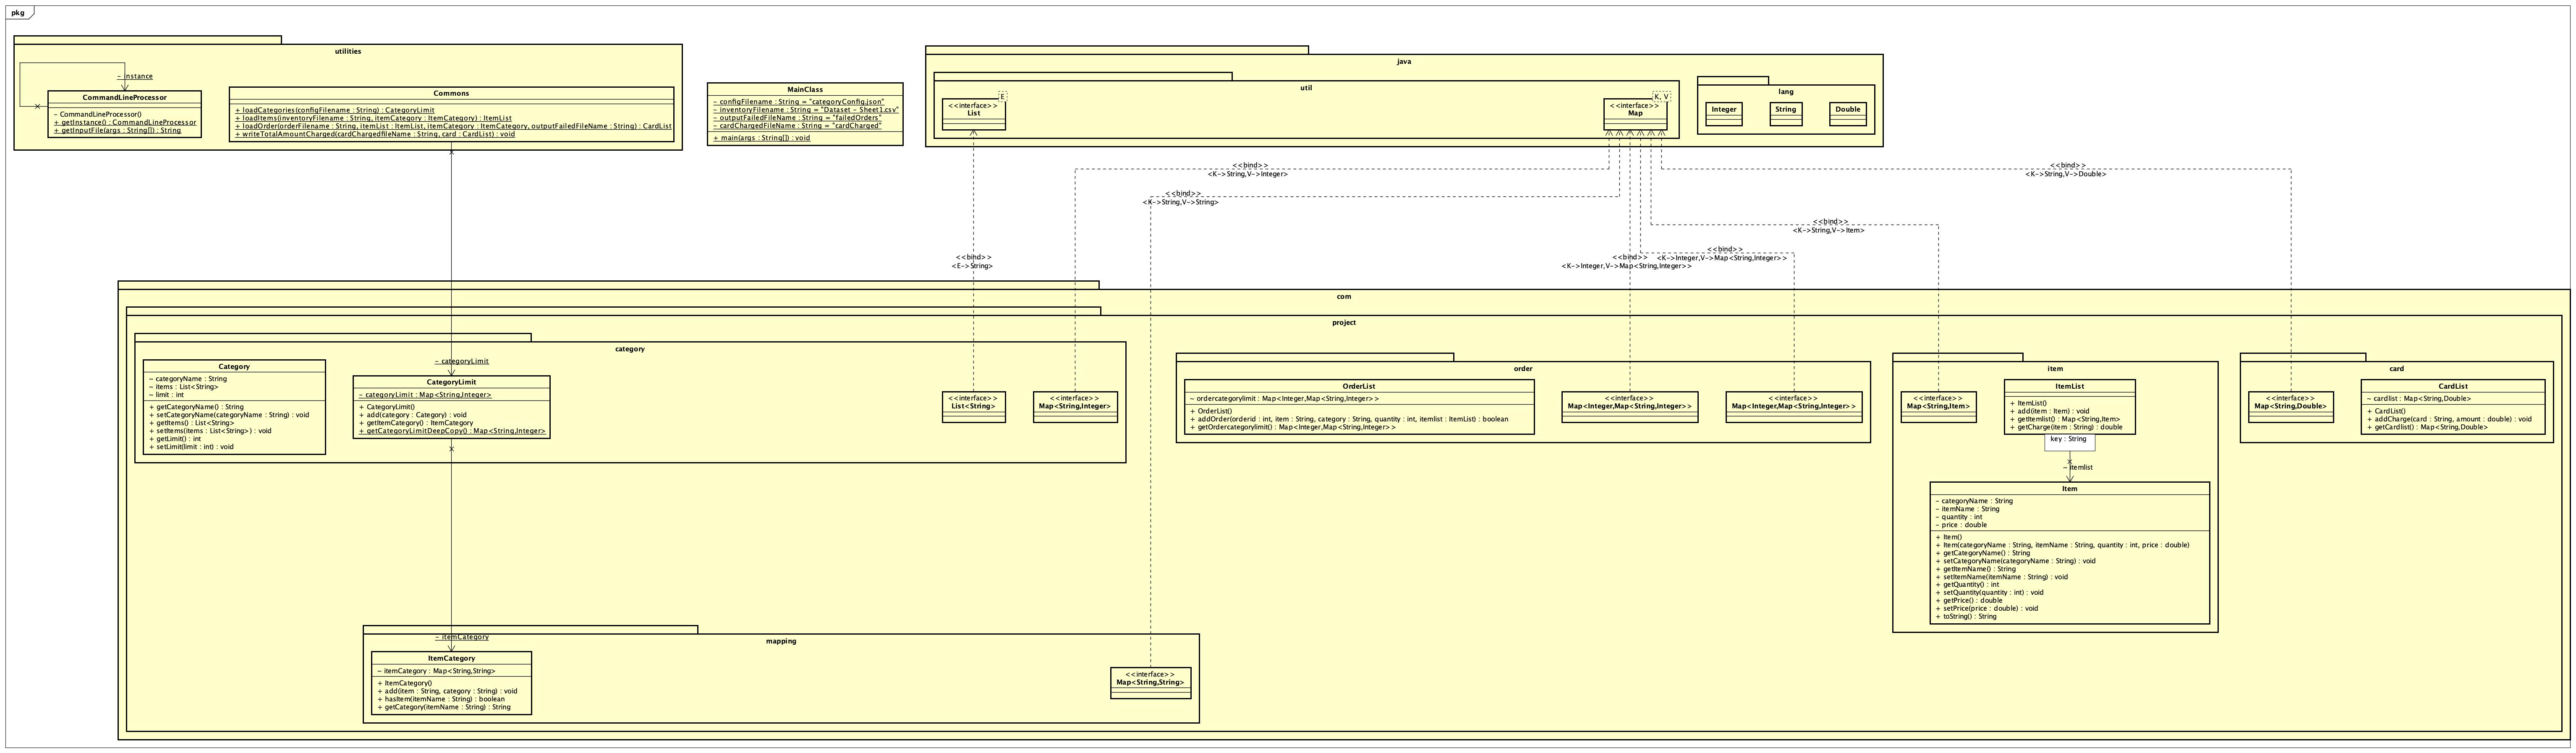 pkg
utilities
- instance
CommandLineProcessor
- CommandLineProcessor()
+ getInstance() : CommandLineProcessor
+ getInputFile(args : String[]) : String
Commons
+ loadCategories(configFilename : String) : CategoryLimit
+ loadItems(inventoryFilename : String, itemCategory : ItemCategory) : ItemList
+ loadOrder(orderFilename : String, itemList : ItemList, itemCategory : ItemCategory, outputFailedFileName : String) : CardList
+ writeTotalAmountCharged(cardChargedfileName : String, card : CardList) : void
MainClass
- configFilename : String = "categoryConfig.json"
- inventoryFilename : String = "Dataset - Sheet1.csv"
- outputFailedFileName : String = "failedOrders"
- cardChargedFileName : String = "cardCharged"
+ main(args : String[]) : void
java
util
E
<<interface>>
List
K, V
<<interface>>
Map
lang
Integer
String
Double
<<bind>>
<K->String,V->Integer>
<<bind>>
<K->String,V->String>
<<bind>>
<K->String,V->Double>
<<bind>>
<K->String,V->Item>
<<bind>>
<E->String>
<<bind>>
<K->Integer,V->Map<String,Integer>>
<<bind>>
<K->Integer,V->Map<String,Integer>>
com
project
category
Category
~ categoryName : String
~ items : List<String>
~ limit : int
+ getCategoryName() : String
+ setCategoryName(categoryName : String) : void
+ getItems() : List<String>
+ setItems(items : List<String>) : void
+ getLimit() : int
+ setLimit(limit : int) : void
- categoryLimit
CategoryLimit
- categoryLimit : Map<String,Integer>
+ CategoryLimit()
+ add(category : Category) : void
+ getItemCategory() : ItemCategory
+ getCategoryLimitDeepCopy() : Map<String,Integer>
<<interface>>
List<String>
<<interface>>
Map<String,Integer>
order
OrderList
~ ordercategorylimit : Map<Integer,Map<String,Integer>>
+ OrderList()
+ addOrder(orderid : int, item : String, category : String, quantity : int, itemlist : ItemList) : boolean
+ getOrdercategorylimit() : Map<Integer,Map<String,Integer>>
<<interface>>
Map<Integer,Map<String,Integer>>
<<interface>>
Map<Integer,Map<String,Integer>>
item
<<interface>>
Map<String,Item>
ItemList
+ ItemList()
+ add(item : Item) : void
+ getItemlist() : Map<String,Item>
+ getCharge(item : String) : double
key : String
~ itemlist
Item
- categoryName : String
- itemName : String
- quantity : int
- price : double
+ Item()
+ Item(categoryName : String, itemName : String, quantity : int, price : double)
+ getCategoryName() : String
+ setCategoryName(categoryName : String) : void
+ getItemName() : String
+ setItemName(itemName : String) : void
+ getQuantity() : int
+ setQuantity(quantity : int) : void
+ getPrice() : double
+ setPrice(price : double) : void
+ toString() : String
card
<<interface>>
Map<String,Double>
CardList
~ cardlist : Map<String,Double>
+ CardList()
+ addCharge(card : String, amount : double) : void
+ getCardlist() : Map<String,Double>
mapping
- itemCategory
ItemCategory
~ itemCategory : Map<String,String>
+ ItemCategory()
+ add(item : String, category : String) : void
+ hasItem(itemName : String) : boolean
+ getCategory(itemName : String) : String
<<interface>>
Map<String,String>